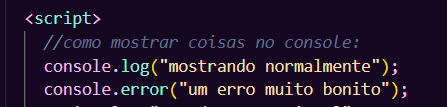 <script>
//como mostrar coisas no console:
console.log("mostrando normalmente");
console.error("um erro muito bonito");